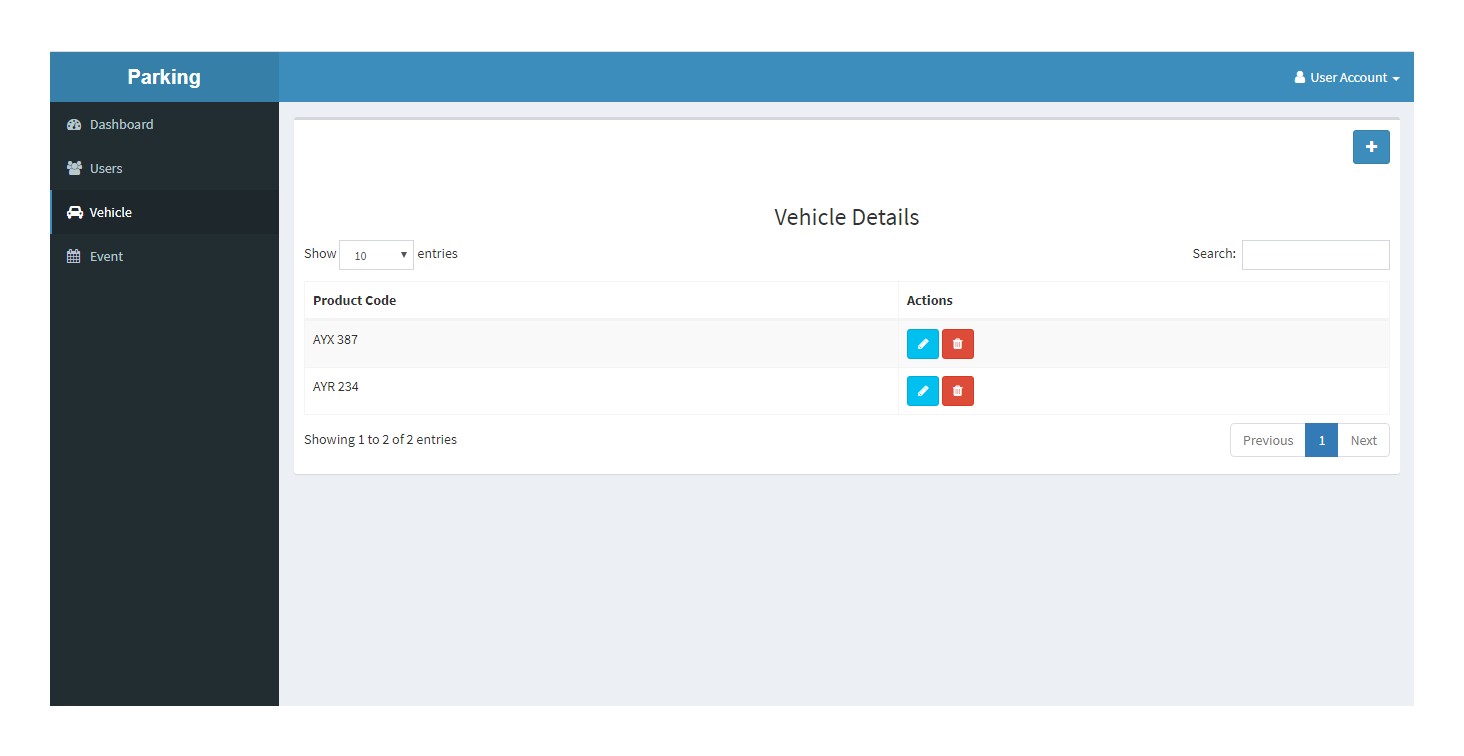 Parking
User Account
Dashboard
Users
Vehicle
Event
Vehicle Details
Show 10 entries
Search:
Product Code Actions
AYX 387
AYR 234
Showing 1 to 2 of 2 entries
Previous 1 Next